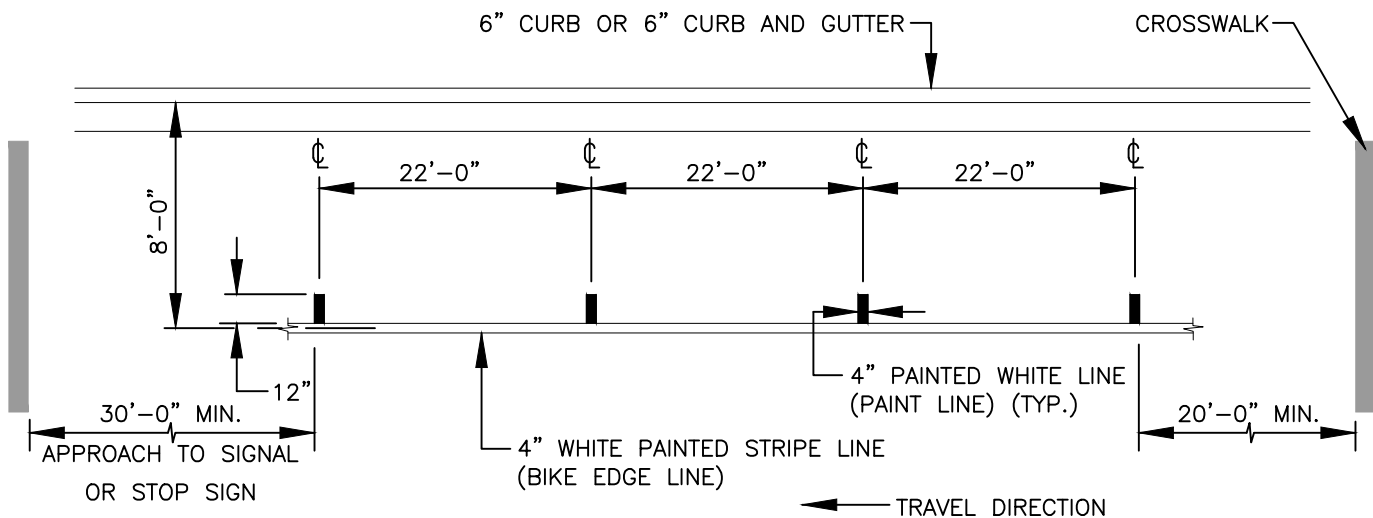 6” CURB OR 6” CURB AND GUTTER
CROSSWALK
℄
℄
℄
℄
22’-0”
22’-0”
22’-0”
8’-0”
12”
4” PAINTED WHITE LINE
(PAINT LINE) (TYP.)
30’-0” MIN.
20’-0” MIN.
APPROACH TO SIGNAL
OR STOP SIGN
4” WHITE PAINTED STRIPE LINE
(BIKE EDGE LINE)
TRAVEL DIRECTION